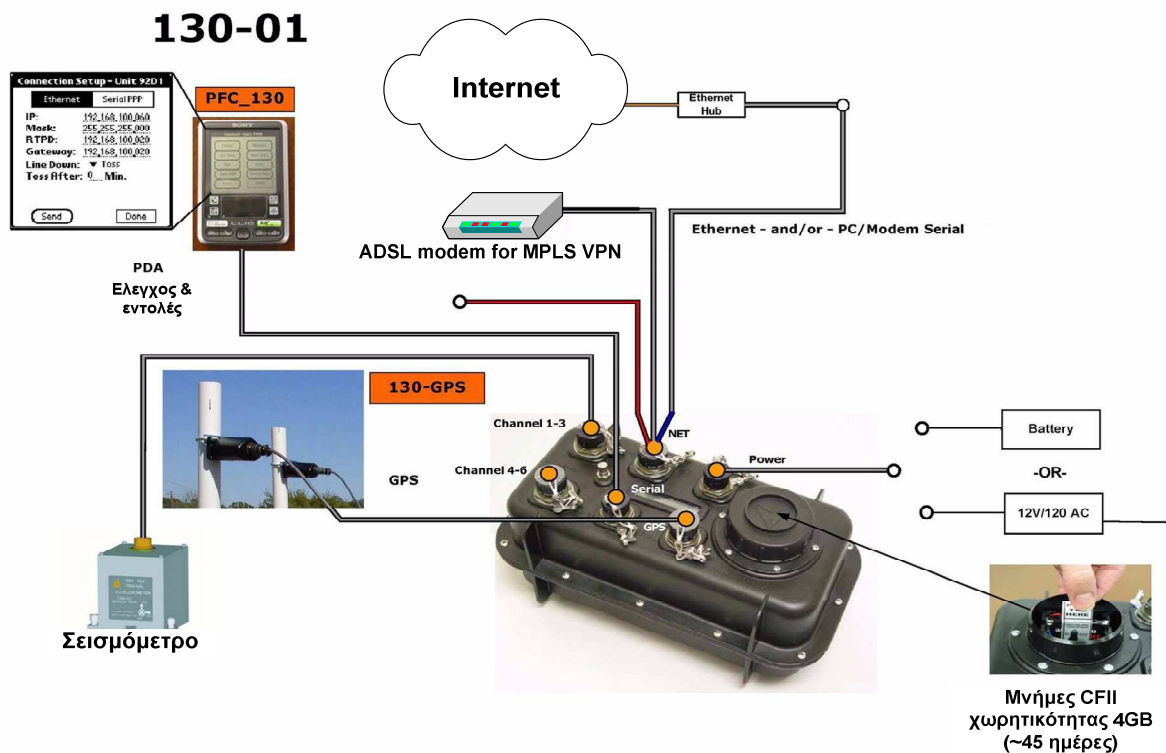 130-01
Connection Setup - Unit 92D1
Ethernet Serial PPP
IP: 192.168.100.060
Mask: 255.255.255.000
RTPD: 192.168.100.020
Gateway: 192.168.100.020
Line Down: ▼ Toss
Toss After: 0 Min.
Send Done
PFC_130
SONY
CLIE
PDA
Ελεγχος &
εντολές
Internet
Ethernet
Hub
ADSL modem for MPLS VPN
Ethernet - and/or - PC/Modem Serial
130-GPS
GPS
Channel 1-3
Channel 4-6
NET
Power
Serial
GPS
Battery
-OR-
12V/120 AC
ACCELEROMETER
Σεισμόμετρο
HERE
Μνήμες CFII
χωρητικότητας 4GB
(~45 ημέρες)